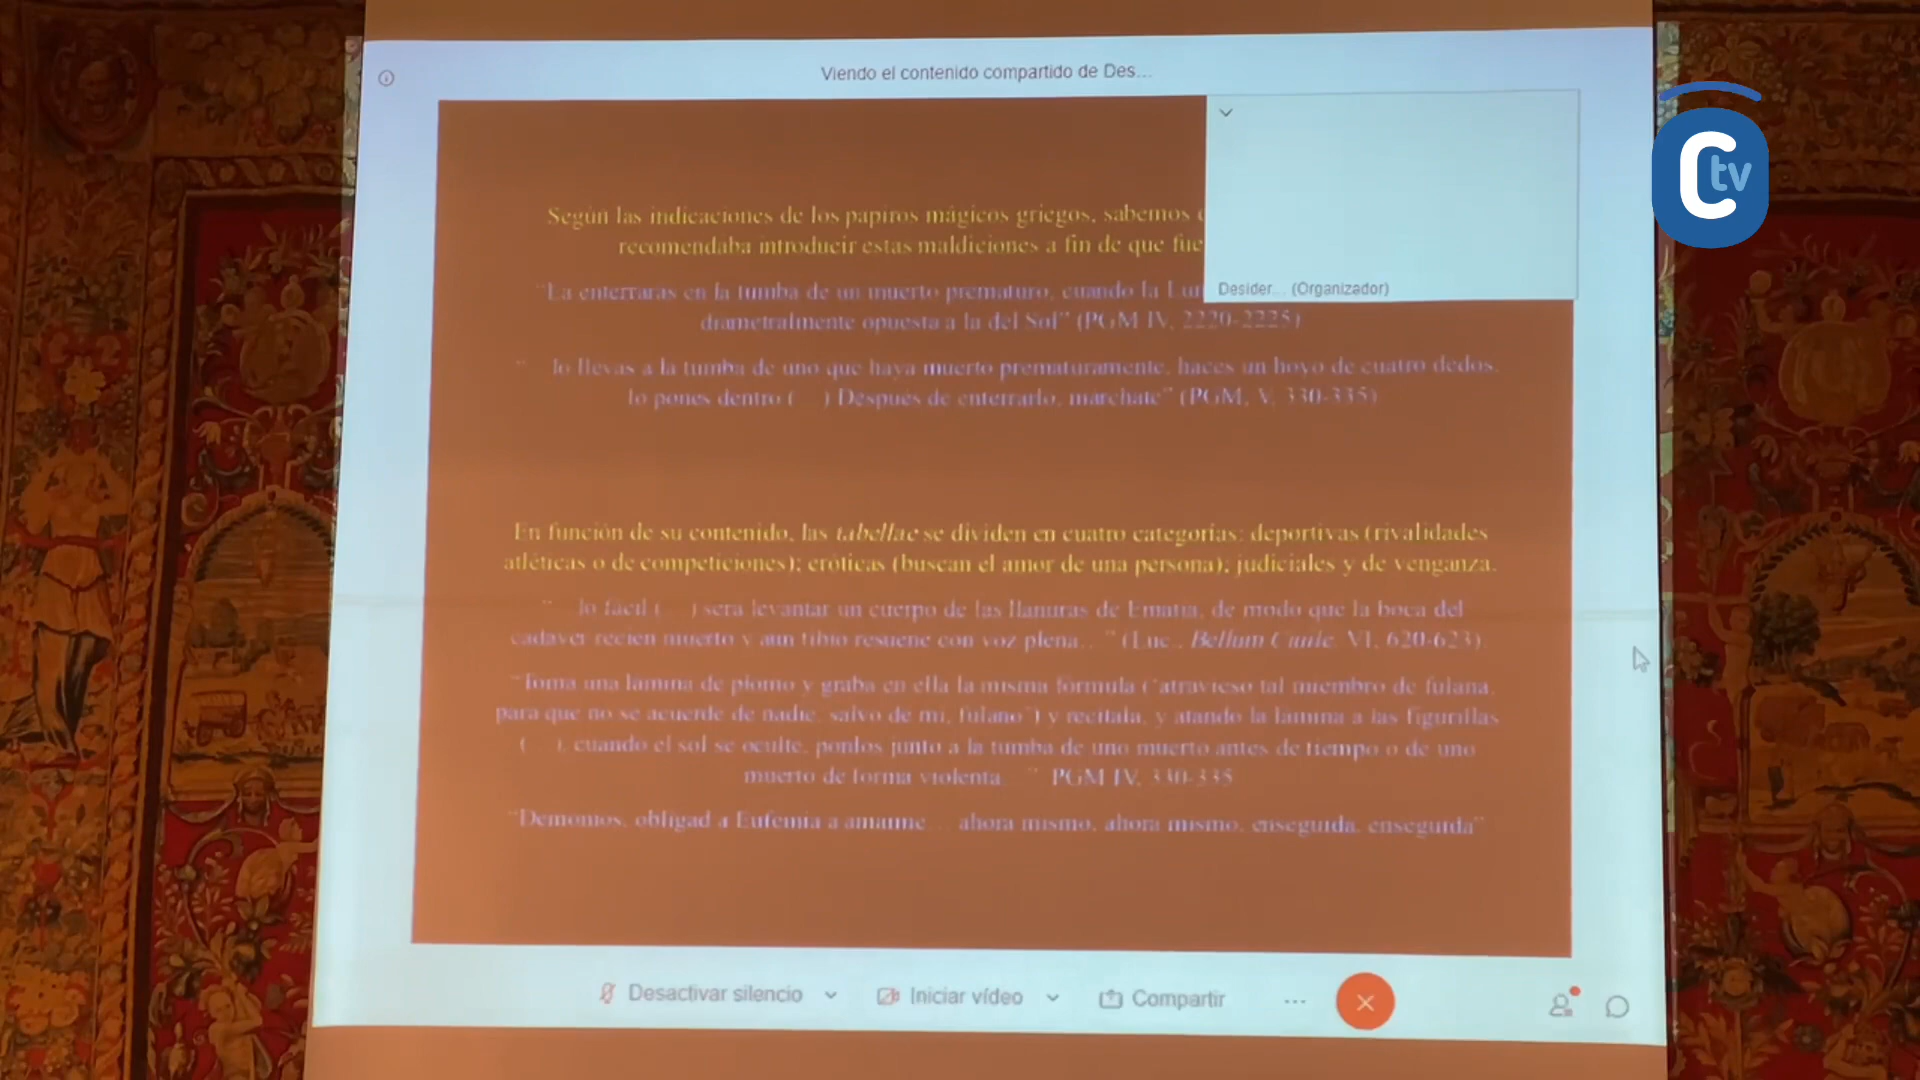 Viendo el contenido compartido de Des...
C tv
Según las indicaciones de los papiros mágicos griegos, sabemos
recomendaba introducir estas maldiciones a fin de que fue
Desider... (Organizador)
"La enterrarás en la tumba de un muerto prematuro, cuando la Lu
diametralmente opuesta a la del Sol" (PGM IV, 2220-2225)
" lo llevas a la tumba de uno que haya muerto prematuramente, haces un hoyo de cuatro dedos,
lo pones dentro ( ) Después de enterrarlo, márchate" (PGM, V, 330-335)
En función de su contenido, las tabellae se dividen en cuatro categorías: deportivas (rivalidades
atléticas o de competiciones); eróticas (buscan el amor de una persona); judiciales y de venganza.
" lo fácil ( ) será levantar un cuerpo de las llanuras de Ematia, de modo que la boca del
cadáver recién muerto y aún tibio resuene con voz plena..." (Luc., Bellum Ciuile, VI, 620-623)
"Toma una lámina de plomo y graba en ella la misma fórmula ('atravieso tal miembro de fulana,
para que no se acuerde de nadie, salvo de mí, fulano') y recítala, y atando la lámina a las figurillas
( ), cuando el sol se oculte, ponlos junto a la tumba de uno muerto antes de tiempo o de uno
muerto de forma violenta " PGM IV, 330-335
"Démones, obligad a Eufemia a amarme... ahora mismo, ahora mismo, enseguida, enseguida"
Desactivar silencio
Iniciar vídeo
Compartir